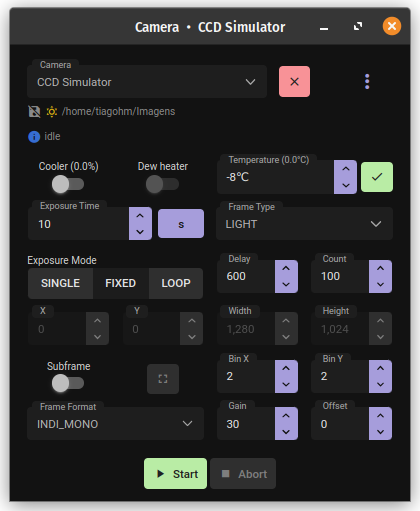 Camera • CCD Simulator
Camera
CCD Simulator
/home/tiagohm/Imagens
idle
Cooler (0.0%)
Dew heater
Temperature (0.0°C)
-8°C
Exposure Time
10
s
Frame Type
LIGHT
Exposure Mode
SINGLE FIXED LOOP
Delay
600
Count
100
X
0
Y
0
Width
1,280
Height
1,024
Subframe
Bin X
2
Bin Y
2
Frame Format
INDI_MONO
Gain
30
Offset
0
Start
Abort